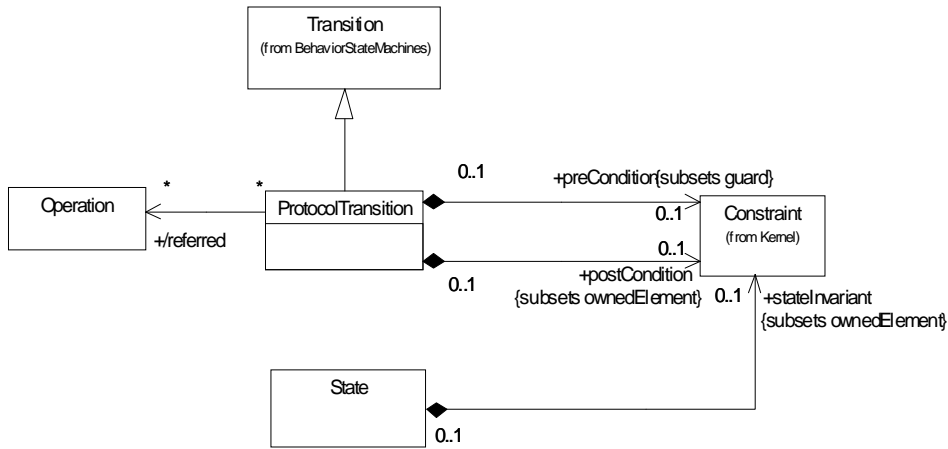 Transition
(from BehaviorStateMachines)
0..1
+preCondition{subsets guard}
* *
Operation
ProtocolTransition
0..1
Constraint
(from Kernel)
+/referred
0..1
0..1
+postCondition
{subsets ownedElement}
0..1
+stateInvariant
{subsets ownedElement}
State
0..1